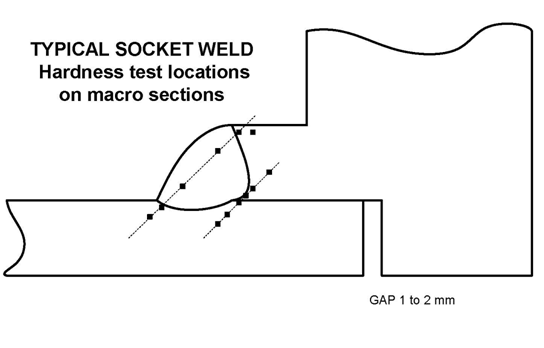 TYPICAL SOCKET WELD
Hardness test locations
on macro sections
GAP 1 to 2 mm